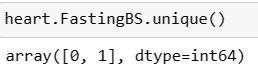 heart.FastingBS.unique()
array([0, 1], dtype=int64)